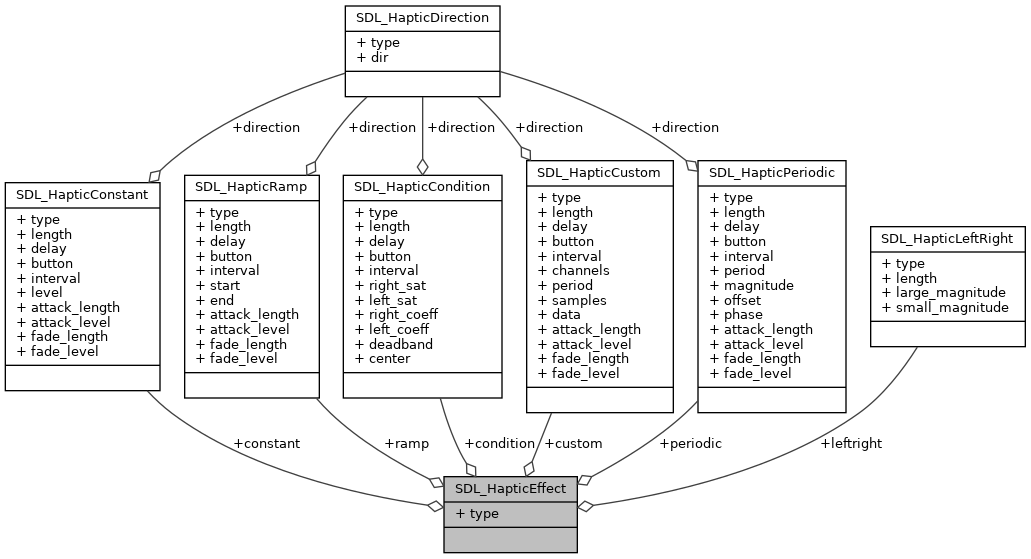 SDL_HapticDirection
+ type
+ dir
+direction
+direction
+direction
+direction
+direction
SDL_HapticConstant
+ type
+ length
+ delay
+ button
+ interval
+ level
+ attack_length
+ attack_level
+ fade_length
+ fade_level
SDL_HapticRamp
+ type
+ length
+ delay
+ button
+ interval
+ start
+ end
+ attack_length
+ attack_level
+ fade_length
+ fade_level
SDL_HapticCondition
+ type
+ length
+ delay
+ button
+ interval
+ right_sat
+ left_sat
+ right_coeff
+ left_coeff
+ deadband
+ center
SDL_HapticCustom
+ type
+ length
+ delay
+ button
+ interval
+ channels
+ period
+ samples
+ data
+ attack_length
+ attack_level
+ fade_length
+ fade_level
SDL_HapticPeriodic
+ type
+ length
+ delay
+ button
+ interval
+ period
+ magnitude
+ offset
+ phase
+ attack_length
+ attack_level
+ fade_length
+ fade_level
SDL_HapticLeftRight
+ type
+ length
+ large_magnitude
+ small_magnitude
+constant
+ramp
+condition
+custom
+periodic
+leftright
SDL_HapticEffect
+ type